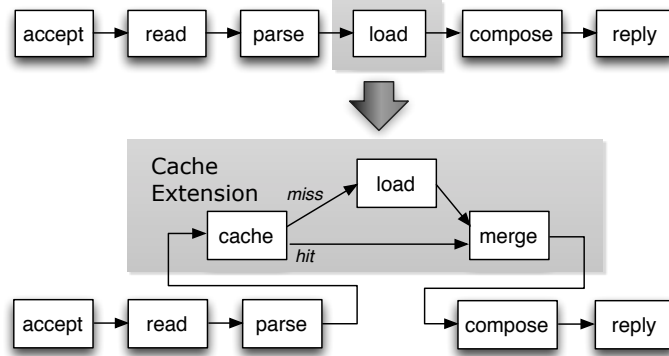 accept read parse load compose reply
Cache
Extension
miss
load
cache
hit
merge
accept read parse
compose reply